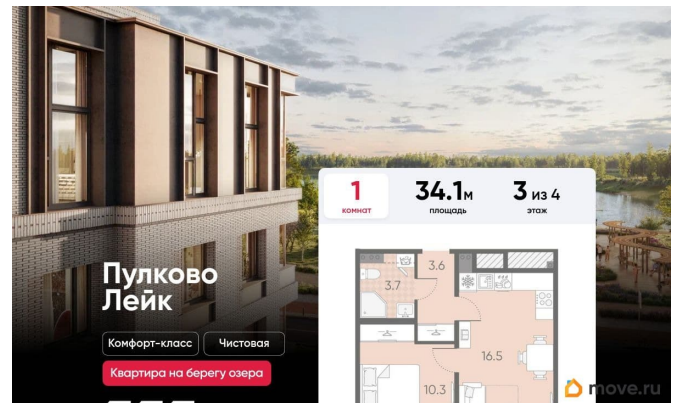 1
комнат
34.1м
площадь
3 из 4
этаж
Пулково
Лейк
Комфорт-класс
Чистовая
Квартира на берегу озера
3.7
3.6
16.5
10.3
move.ru